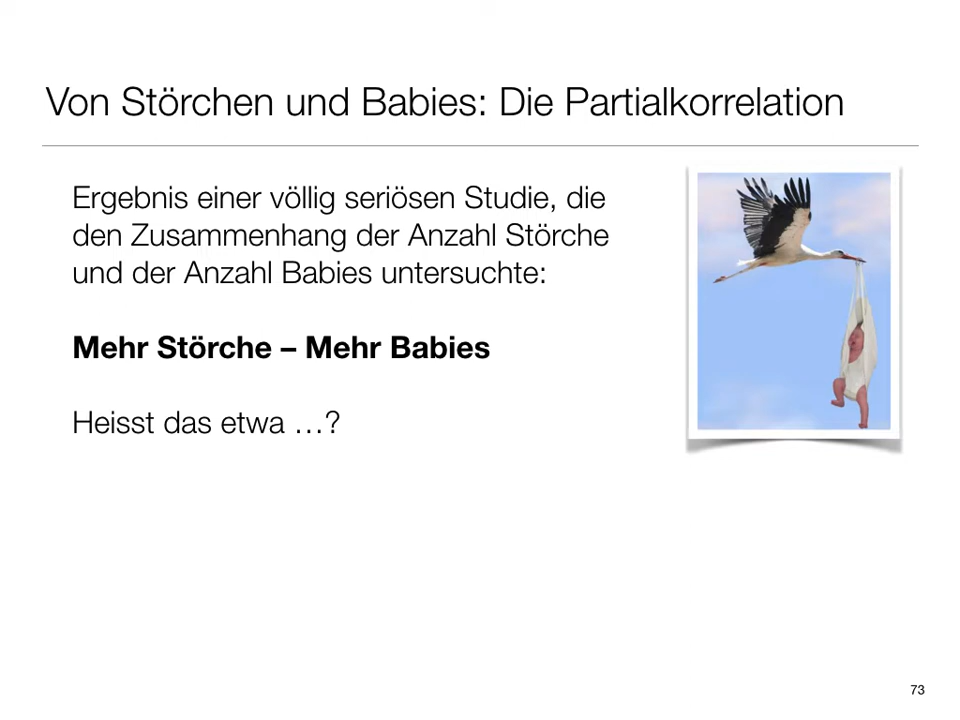 Von Störchen und Babies: Die Partialkorrelation
Ergebnis einer völlig seriösen Studie, die
den Zusammenhang der Anzahl Störche
und der Anzahl Babies untersuchte:
Mehr Störche – Mehr Babies
Heisst das etwa …?
73